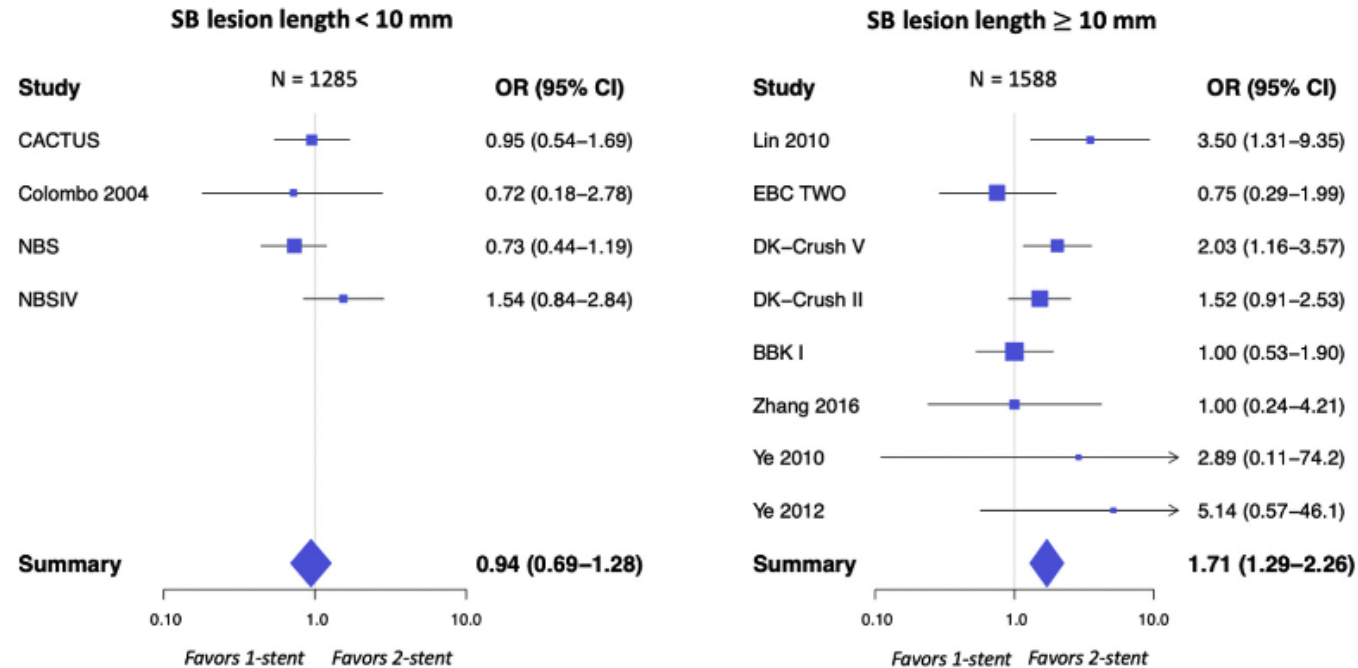 SB lesion length < 10 mm
N = 1285
Study OR (95% CI)
CACTUS 0.95 (0.54–1.69)
Colombo 2004 0.72 (0.18–2.78)
NBS 0.73 (0.44–1.19)
NBSIV 1.54 (0.84–2.84)
Summary 0.94 (0.69–1.28)
0.10 1.0 10.0
Favors 1-stent Favors 2-stent
SB lesion length ≥ 10 mm
N = 1588
Study OR (95% CI)
Lin 2010 3.50 (1.31–9.35)
EBC TWO 0.75 (0.29–1.99)
DK–Crush V 2.03 (1.16–3.57)
DK–Crush II 1.52 (0.91–2.53)
BBK I 1.00 (0.53–1.90)
Zhang 2016 1.00 (0.24–4.21)
Ye 2010 2.89 (0.11–74.2)
Ye 2012 5.14 (0.57–46.1)
Summary 1.71 (1.29–2.26)
0.10 1.0 10.0
Favors 1-stent Favors 2-stent